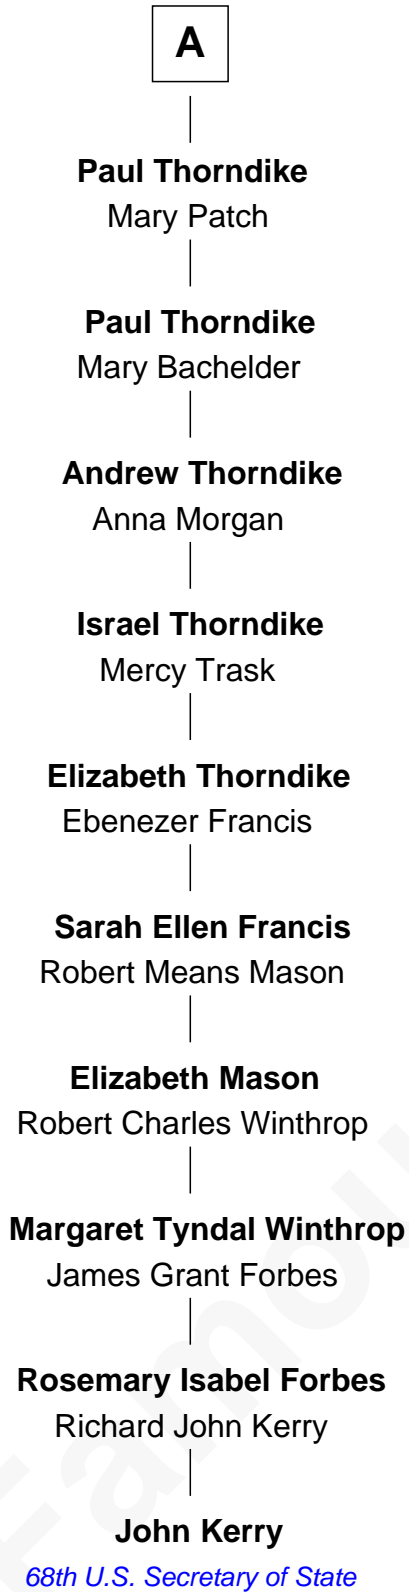 A
Paul Thorndike
Mary Patch
Paul Thorndike
Mary Bachelder
Andrew Thorndike
Anna Morgan
Israel Thorndike
Mercy Trask
Elizabeth Thorndike
Ebenezer Francis
Sarah Ellen Francis
Robert Means Mason
Elizabeth Mason
Robert Charles Winthrop
Margaret Tyndal Winthrop
James Grant Forbes
Rosemary Isabel Forbes
Richard John Kerry
John Kerry
68th U.S. Secretary of State